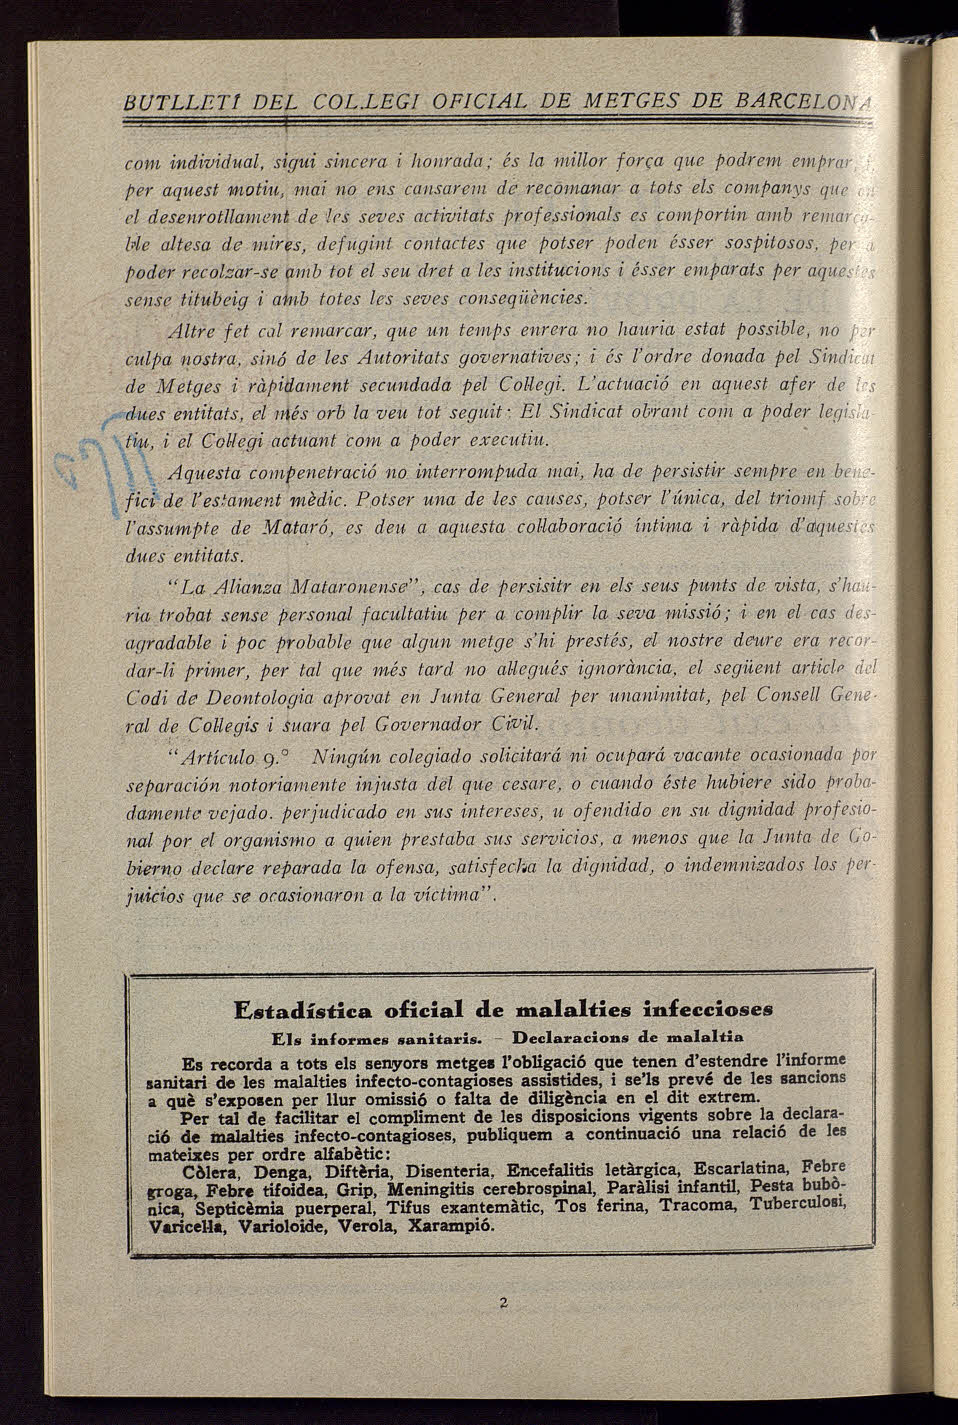 BUTLLETÍ DEL COL.LEGI OFICIAL DE METGES DE BARCELONA
com individual, sigui sincera i honrada; és la millor força que podrem emprar, i,
per aquest motiu, mai no ens cansarem de recomanar a tots els companys que en
el desenrotllament de les seves activitats professionals es comportin amb remarca-
ble altesa de mires, defugint contactes que potser poden ésser sospitosos, per a
poder recolzar-se amb tot el seu dret a les institucions i ésser emparats per aquestes
sense titubeig i amb totes les seves conseqüències.
Altre fet cal remarcar, que un temps enrera no hauria estat possible, no per
culpa nostra, sinó de les Autoritats governatives; i és l'ordre donada pel Sindicat
de Metges i ràpidament secundada pel Col·legi. L'actuació en aquest afer de les
dues entitats, el més orb la veu tot seguit: El Sindicat obrant com a poder legisla-
tiu, i el Col·legi actuant com a poder executiu.
Aquesta compenetració no interrompuda mai, ha de persistir sempre en bene-
fici de l'estament mèdic. Potser una de les causes, potser l'única, del triomf sobre
l'assumpte de Mataró, es deu a aquesta col·laboració íntima i ràpida d'aquestes
dues entitats.
"La Alianza Mataronense", cas de persisitr en els seus punts de vista, s'hau-
ria trobat sense personal facultatiu per a complir la seva missió; i en el cas des-
agradable i poc probable que algun metge s'hi prestés, el nostre deure era recor-
dar-li primer, per tal que més tard no al·legués ignorància, el següent article del
Codi de Deontologia aprovat en Junta General per unanimitat, pel Consell Gene-
ral de Col·legis i suara pel Governador Civil.
"Artículo 9.° Ningún colegiado solicitará ni ocupará vacante ocasionada por
separación notoriamente injusta del que cesare, o cuando éste hubiere sido proba-
damente vejado, perjudicado en sus intereses, u ofendido en su dignidad profesio-
nal por el organismo a quien prestaba sus servicios, a menos que la Junta de Go-
bierno declare reparada la ofensa, satisfecha la dignidad, o indemnizados los per-
juicios que se ocasionaron a la víctima".
Estadística oficial de malalties infeccioses
Els informes sanitaris. - Declaracions de malaltia
Es recorda a tots els senyors metges l'obligació que tenen d'estendre l'informe
sanitari de les malalties infecto-contagioses assistides, i se'ls prevé de les sancions
a què s'exposen per llur omissió o falta de diligència en el dit extrem.
Per tal de facilitar el compliment de les disposicions vigents sobre la declara-
ció de malalties infecto-contagioses, publiquem a continuació una relació de les
mateixes per ordre alfabètic:
Còlera, Denga, Diftèria, Disenteria, Encefalitis letàrgica, Escarlatina, Febre
groga, Febre tifoidea, Grip, Meningitis cerebrospinal, Paràlisi infantil, Pesta bubò-
nica, Septicèmia puerperal, Tifus exantemàtic, Tos ferina, Tracoma, Tuberculosi,
Varicel·la, Varioloide, Verola, Xarampió.
2